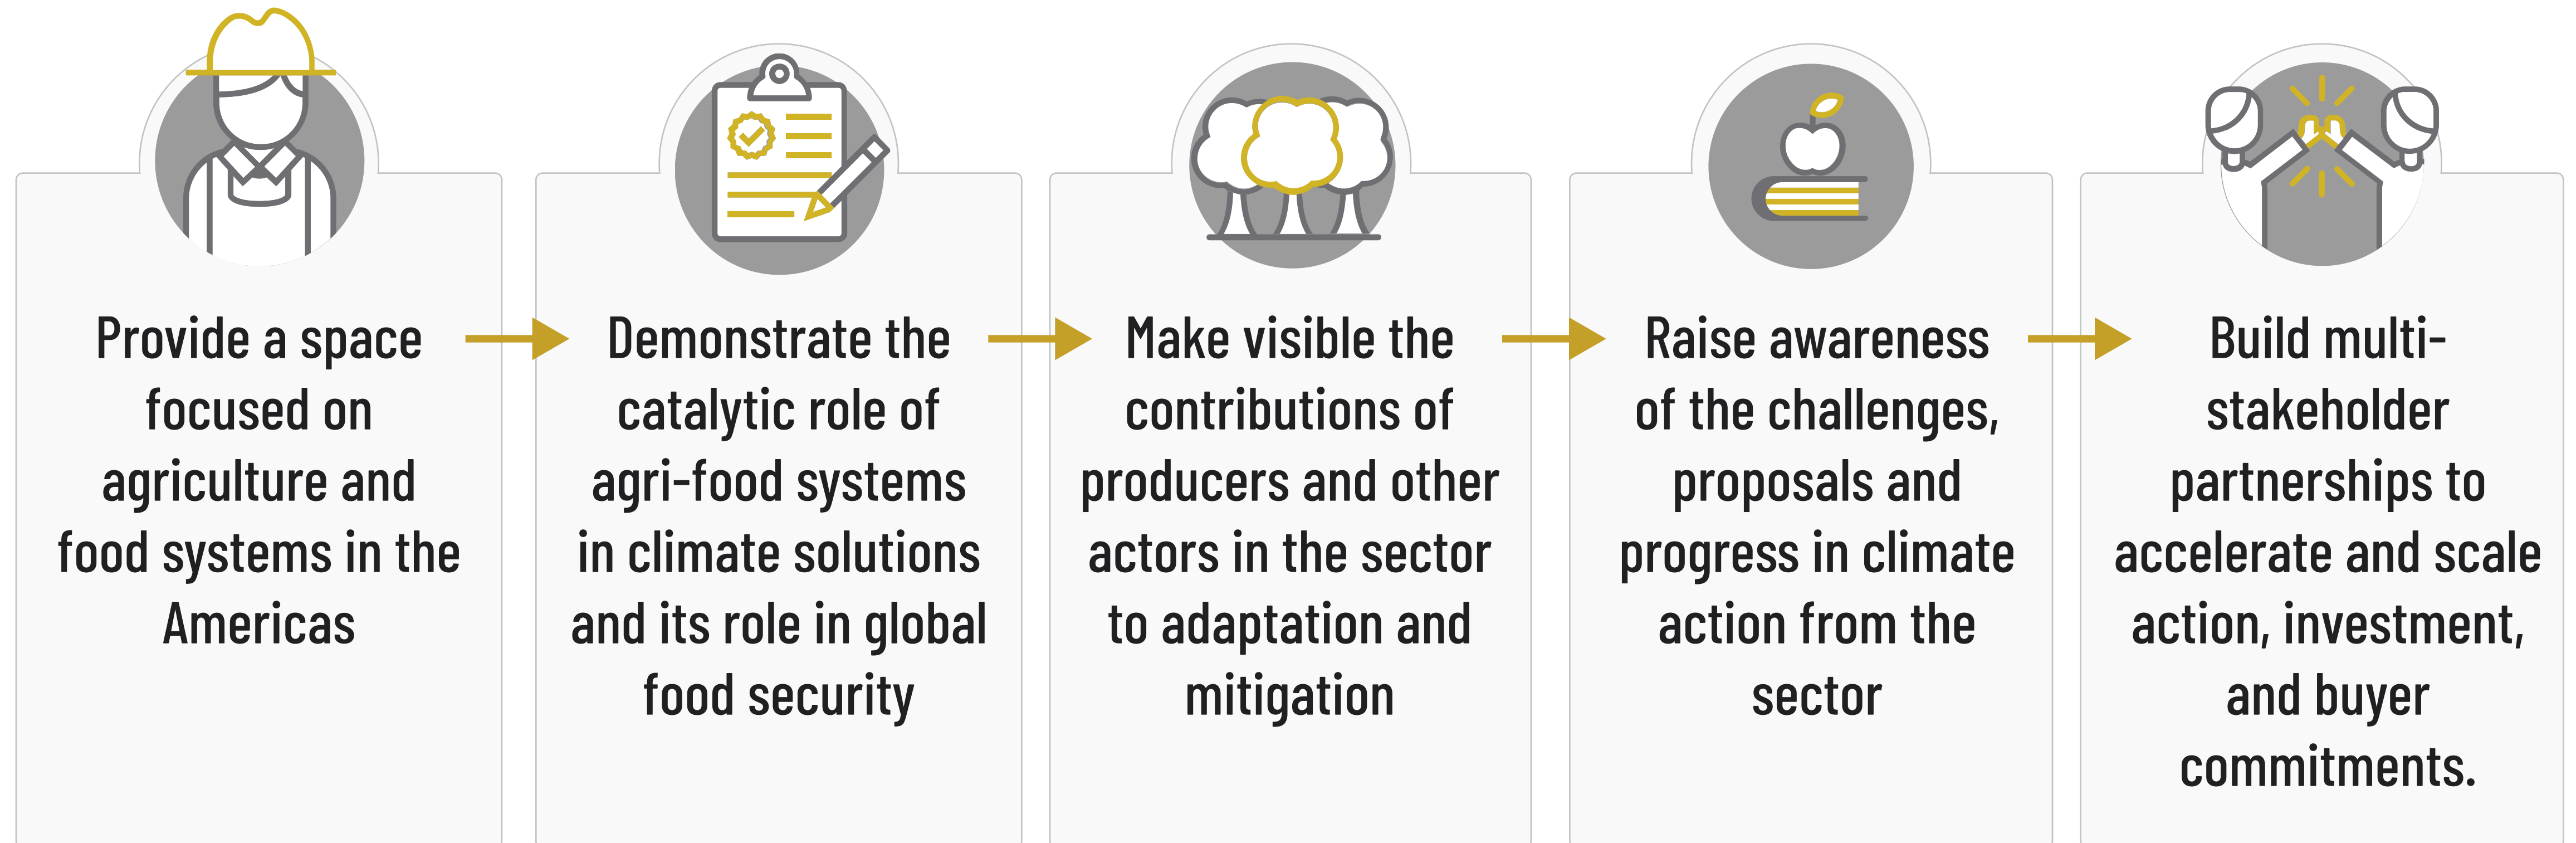 Provide a space
focused on
agriculture and
food systems in the
Americas
Demonstrate the
catalytic role of
agri-food systems
in climate solutions
and its role in global
food security
Make visible the
contributions of
producers and other
actors in the sector
to adaptation and
mitigation
Raise awareness
of the challenges,
proposals and
progress in climate
action from the
sector
Build multi-
stakeholder
partnerships to
accelerate and scale
action, investment,
and buyer
commitments.